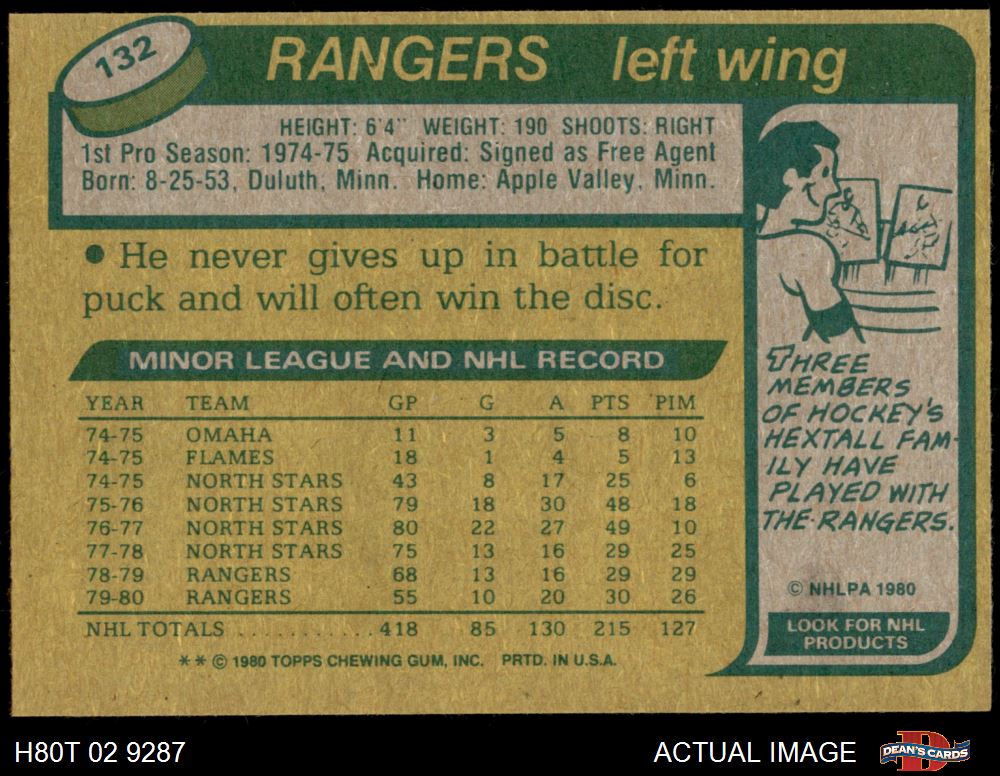 132
RANGERS left wing
HEIGHT: 6'4" WEIGHT: 190 SHOOTS: RIGHT
1st Pro Season: 1974-75 Acquired: Signed as Free Agent
Born: 8-25-53, Duluth, Minn. Home: Apple Valley, Minn.
● He never gives up in battle for
puck and will often win the disc.
MINOR LEAGUE AND NHL RECORD
YEAR TEAM GP G A PTS PIM
74-75 OMAHA 11 3 5 8 10
74-75 FLAMES 18 1 4 5 13
74-75 NORTH STARS 43 8 17 25 6
75-76 NORTH STARS 79 18 30 48 18
76-77 NORTH STARS 80 22 27 49 10
77-78 NORTH STARS 75 13 16 29 25
78-79 RANGERS 68 13 16 29 29
79-80 RANGERS 55 10 20 30 26
NHL TOTALS ............418 85 130 215 127
** © 1980 TOPPS CHEWING GUM, INC. PRTD. IN U.S.A.
THREE
MEMBERS
OF HOCKEY'S
HEXTALL FAM-
ILY HAVE
PLAYED WITH
THE RANGERS.
© NHLPA 1980
LOOK FOR NHL
PRODUCTS
H80T 02 9287
ACTUAL IMAGE
DEAN'S CARDS